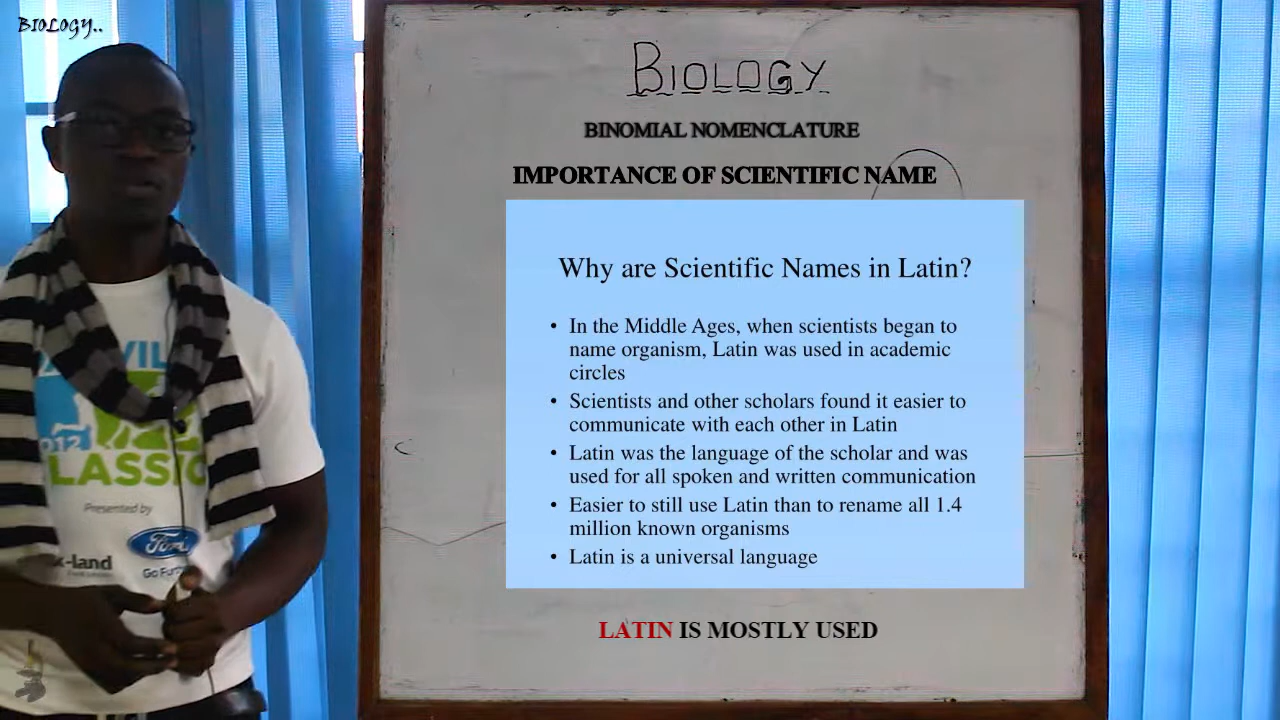 BIOLOGY..
BIOLOGY
BINOMIAL NOMENCLATURE
IMPORTANCE OF SCIENTIFIC NAME
Why are Scientific Names in Latin?
• In the Middle Ages, when scientists began to
name organism, Latin was used in academic
circles
• Scientists and other scholars found it easier to
communicate with each other in Latin
• Latin was the language of the scholar and was
used for all spoken and written communication
• Easier to still use Latin than to rename all 1.4
million known organisms
• Latin is a universal language
LATIN IS MOSTLY USED
LASSIC
Presented by
Ford